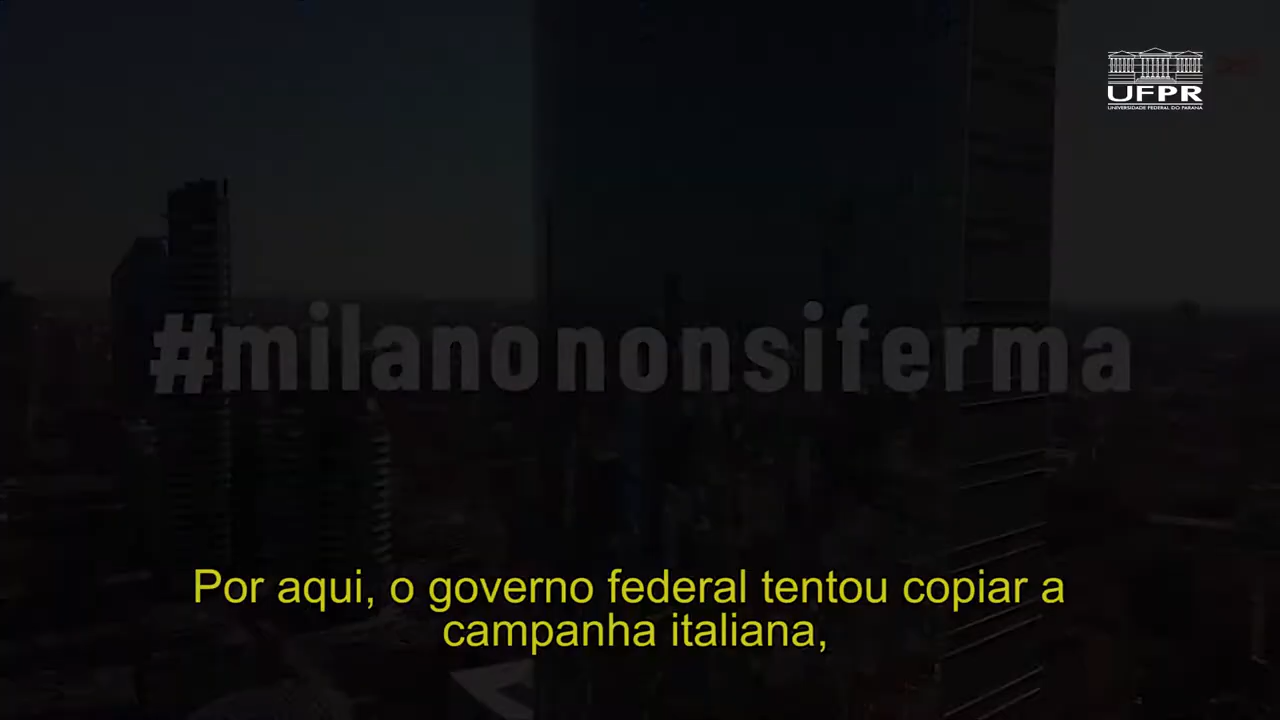 UFPR
UNIVERSIDADE FEDERAL DO PARANÁ
#milanononsiferma
Por aqui, o governo federal tentou copiar a
campanha italiana,